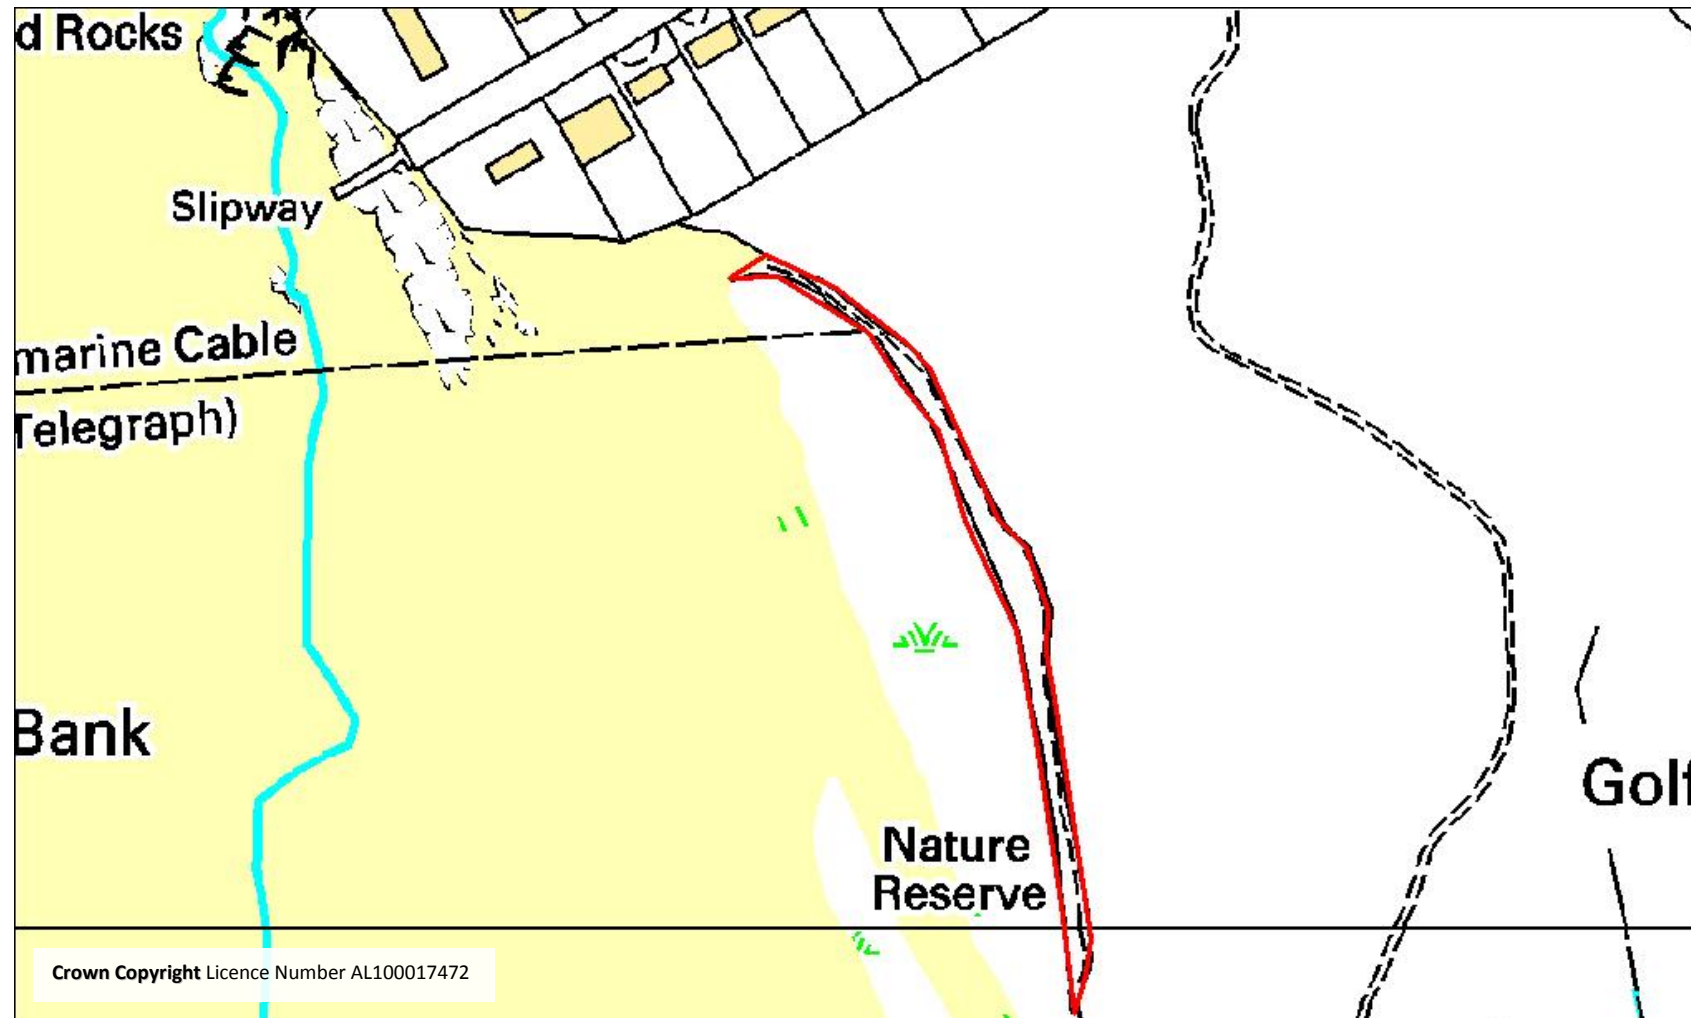 d Rocks
Slipway
marine Cable
Telegraph)
Bank
Golf
Nature
Reserve
Crown Copyright Licence Number AL100017472